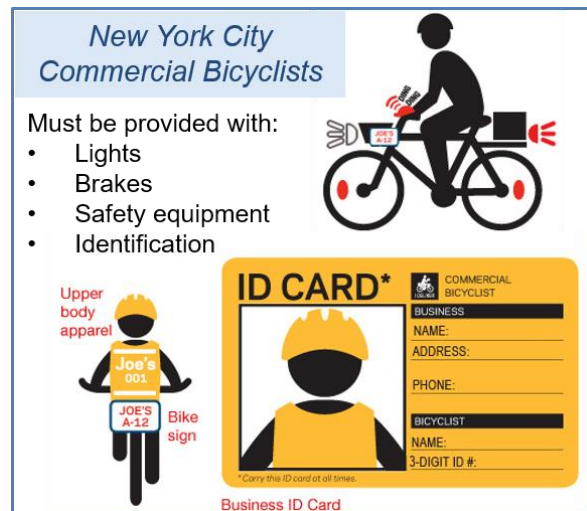 New York City
Commercial Bicyclists
Must be provided with:
• Lights
• Brakes
• Safety equipment
• Identification
DING
DING
JOE'S
A-12
Upper
body
apparel
Joe's
001
JOE'S
A-12
Bike
sign
ID CARD*
COMMERCIAL
BICYCLIST
BUSINESS
NAME:
ADDRESS:
PHONE:
BICYCLIST
NAME:
3-DIGIT ID #:
*Carry this ID card at all times.
Business ID Card